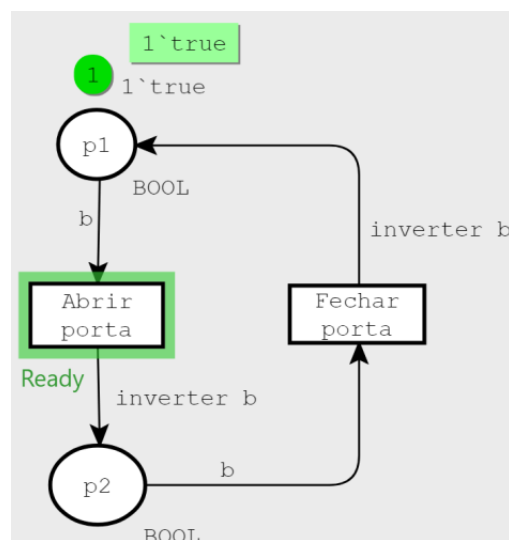 1`true
1
1`true
p1
BOOL
b
inverter b
Abrir
porta
Fechar
porta
Ready
inverter b
b
p2
BOOL